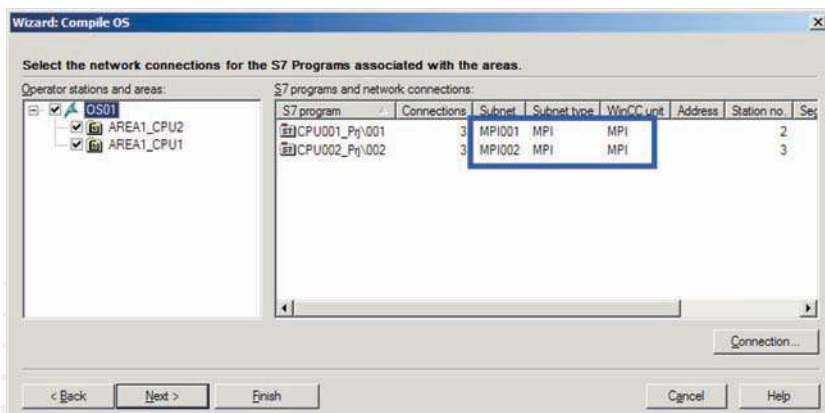 Wizard: Compile OS
Select the network connections for the S7 Programs associated with the areas.
Operator stations and areas:
OS01
AREA1_CPU2
AREA1_CPU1
S7 programs and network connections:
S7 program Connections Subnet Subnet type WinCC unit Address Station no. Seg
CPU001_Prj\001 3 MPI001 MPI MPI 2
CPU002_Prj\002 3 MPI002 MPI MPI 3
Connection...
< Back Next > Finish Cancel Help